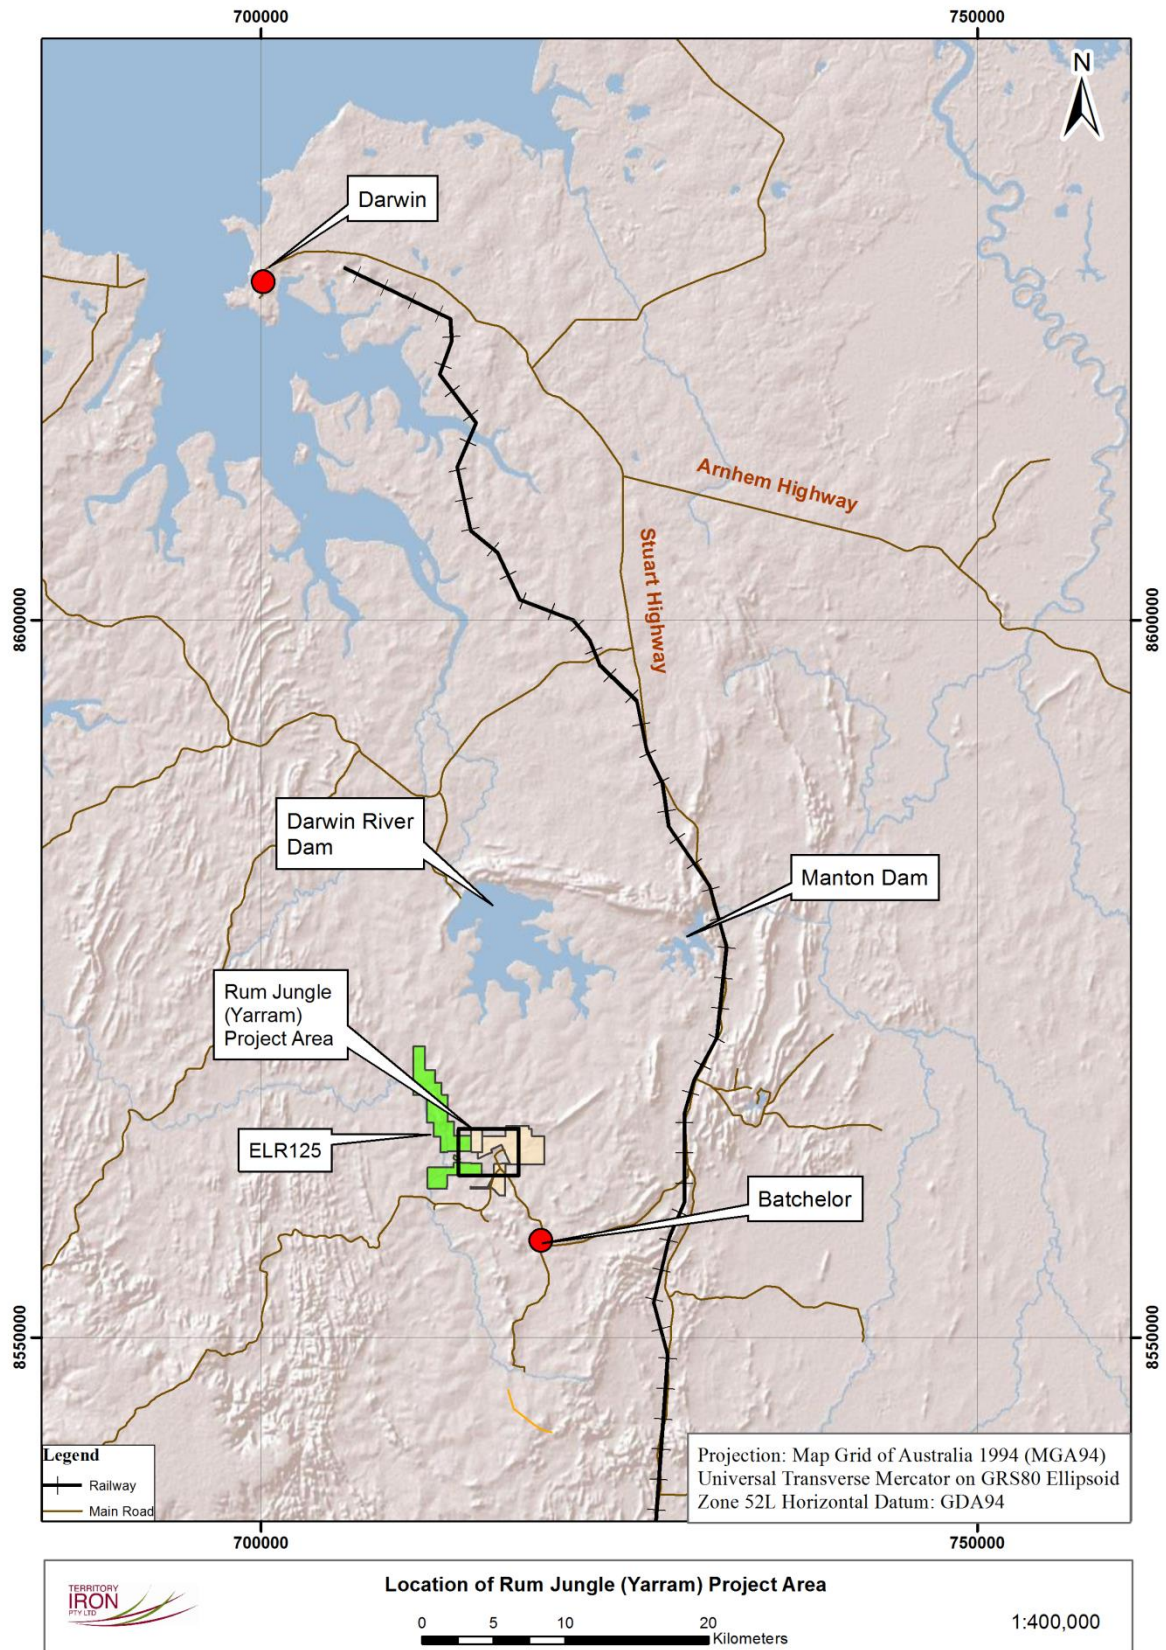 700000
750000
N
Darwin
Arnhem Highway
Stuart Highway
8600000
8600000
Darwin River
Dam
Manton Dam
Rum Jungle
(Yarram)
Project Area
ELR125
Batchelor
8550000
8550000
Legend
Railway
Main Road
Projection: Map Grid of Australia 1994 (MGA94)
Universal Transverse Mercator on GRS80 Ellipsoid
Zone 52L Horizontal Datum: GDA94
700000
750000
TERRITORY
IRON
PTY LTD
Location of Rum Jungle (Yarram) Project Area
0 5 10 20
Kilometers
1:400,000